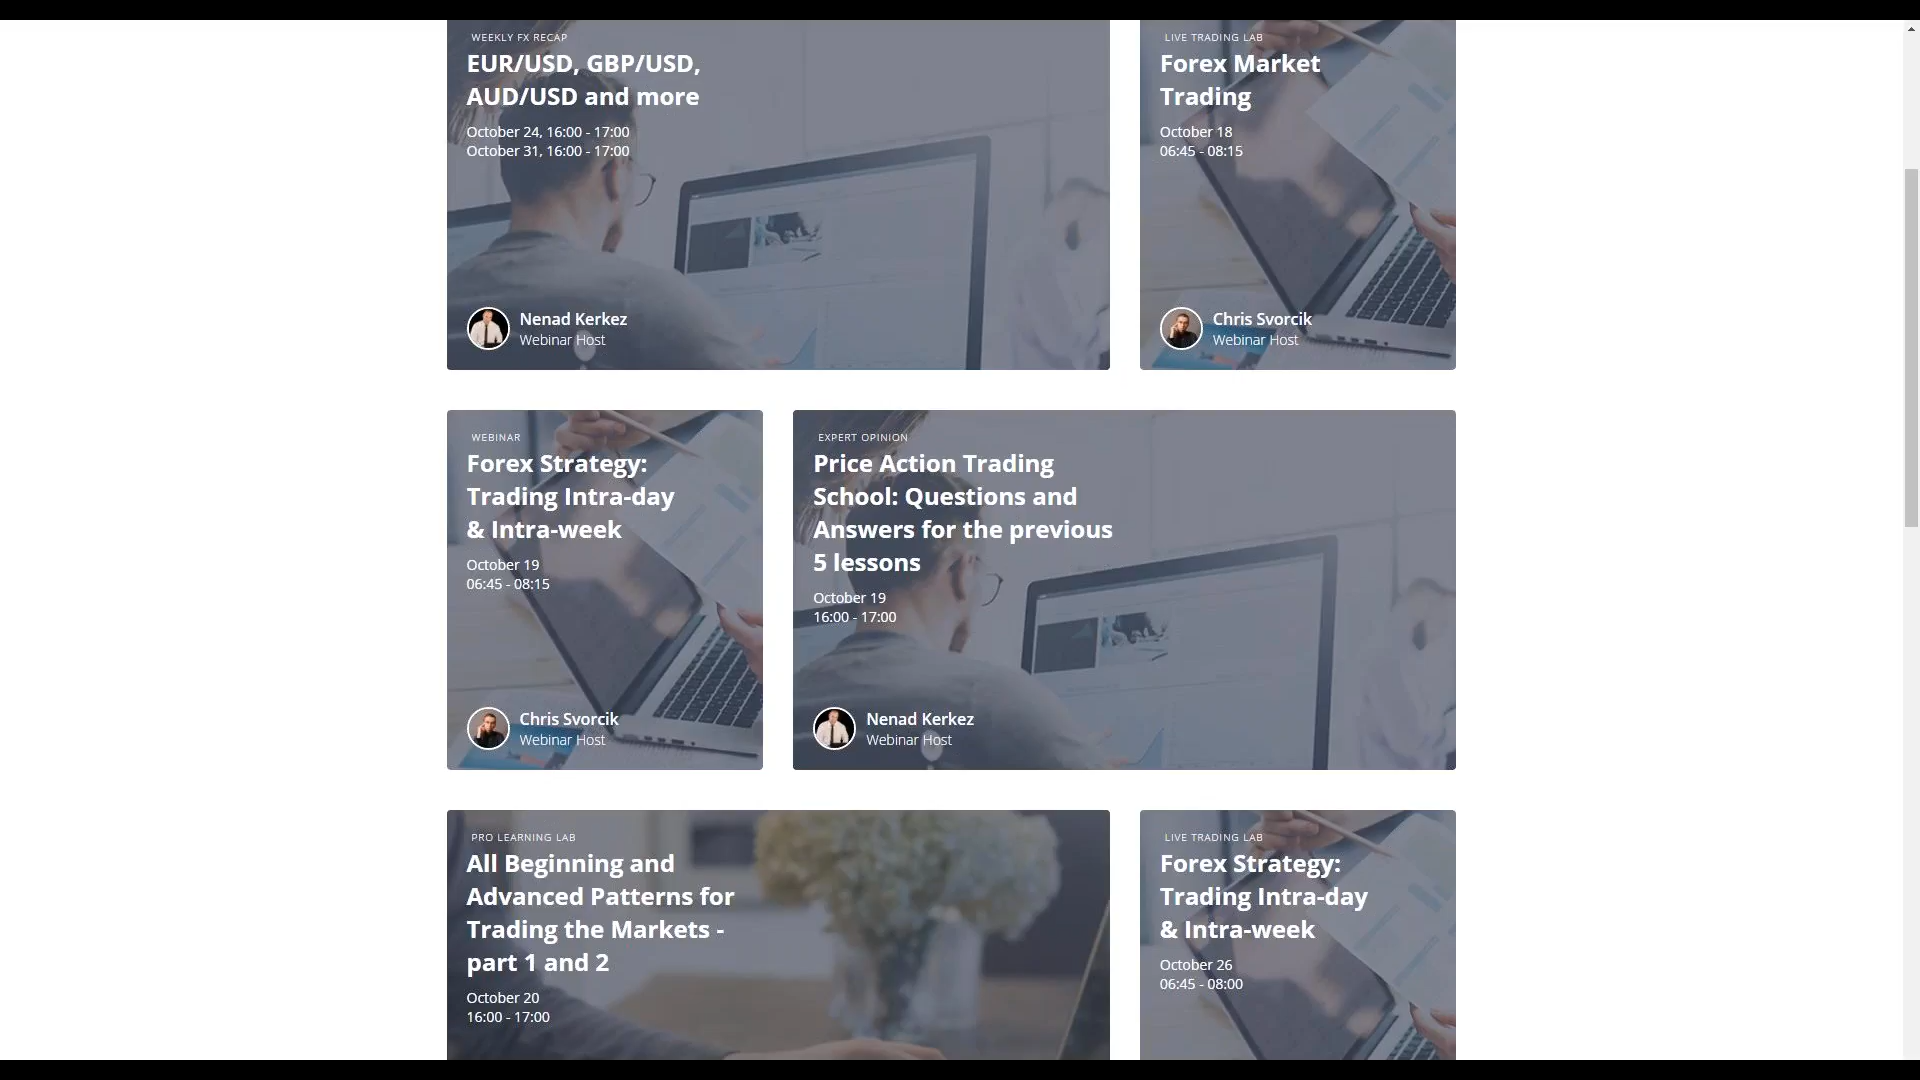 WEEKLY FX RECAP
EUR/USD, GBP/USD,
AUD/USD and more
October 24, 16:00 - 17:00
October 31, 16:00 - 17:00
Nenad Kerkez
Webinar Host
LIVE TRADING LAB
Forex Market
Trading
October 18
06:45 - 08:15
Chris Svorcik
Webinar Host
WEBINAR
Forex Strategy:
Trading Intra-day
& Intra-week
October 19
06:45 - 08:15
Chris Svorcik
Webinar Host
EXPERT OPINION
Price Action Trading
School: Questions and
Answers for the previous
5 lessons
October 19
16:00 - 17:00
Nenad Kerkez
Webinar Host
PRO LEARNING LAB
All Beginning and
Advanced Patterns for
Trading the Markets -
part 1 and 2
October 20
16:00 - 17:00
LIVE TRADING LAB
Forex Strategy:
Trading Intra-day
& Intra-week
October 26
06:45 - 08:00